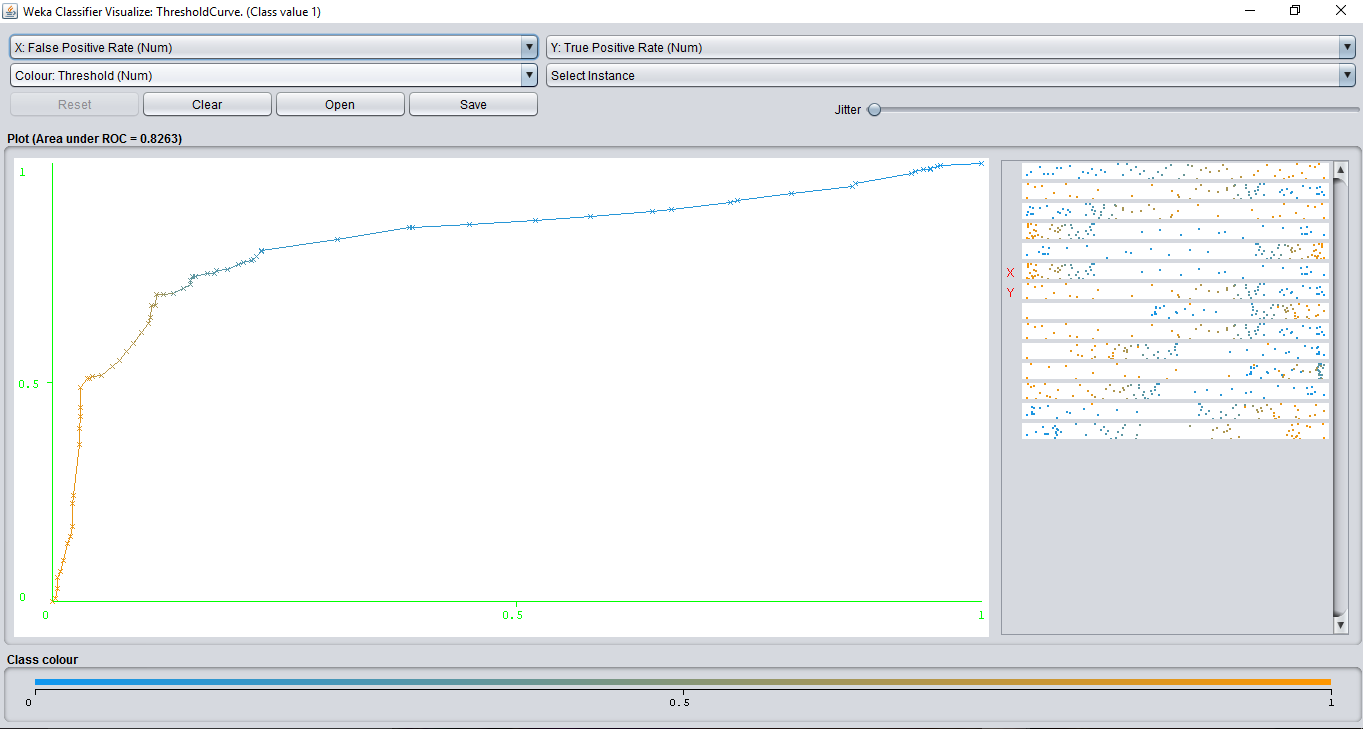 Weka Classifier Visualize: ThresholdCurve. (Class value 1)
X: False Positive Rate (Num) Y: True Positive Rate (Num)
Colour: Threshold (Num) Select Instance
Reset Clear Open Save Jitter
Plot (Area under ROC = 0.8263)
1
X
Y
0.5
0
0 0.5 1
Class colour
0 0.5 1